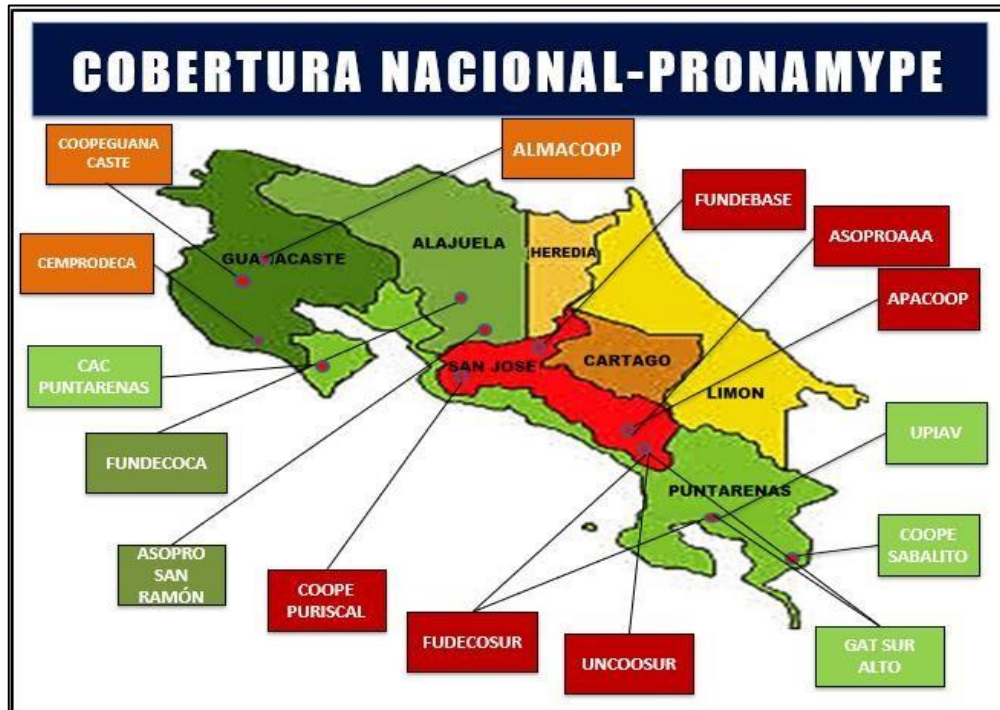 COBERTURA NACIONAL-PRONAMYPE
COOPEGUANA
CASTE
ALMACOOP
FUNDEBASE
ASOPROAAA
CEMPRODECA
APACOOP
GUANACASTE
ALAJUELA
HEREDIA
CAC
PUNTARENAS
SAN JOSE
CARTAGO
LIMON
UPIAV
FUNDECOCA
PUNTARENAS
COOPE
SABALITO
ASOPRO
SAN
RAMÓN
COOPE
PURISCAL
FUDECOSUR
UNCOOSUR
GAT SUR
ALTO